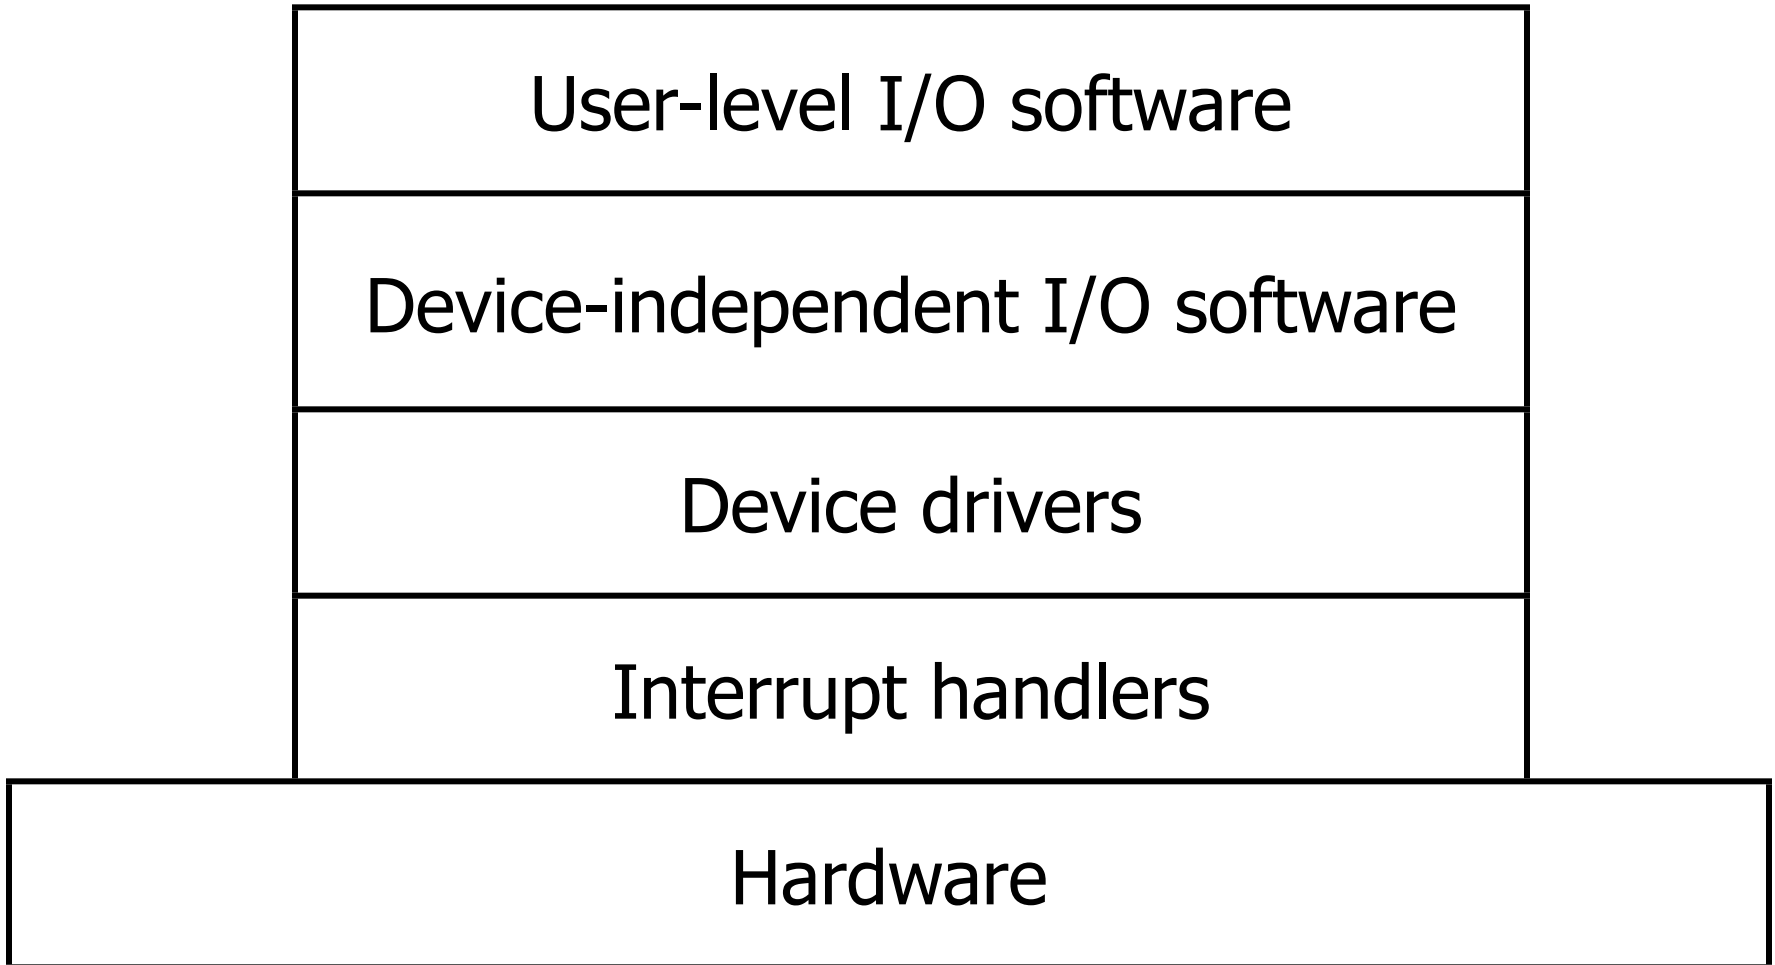 User-level I/O software
Device-independent I/O software
Device drivers
Interrupt handlers
Hardware